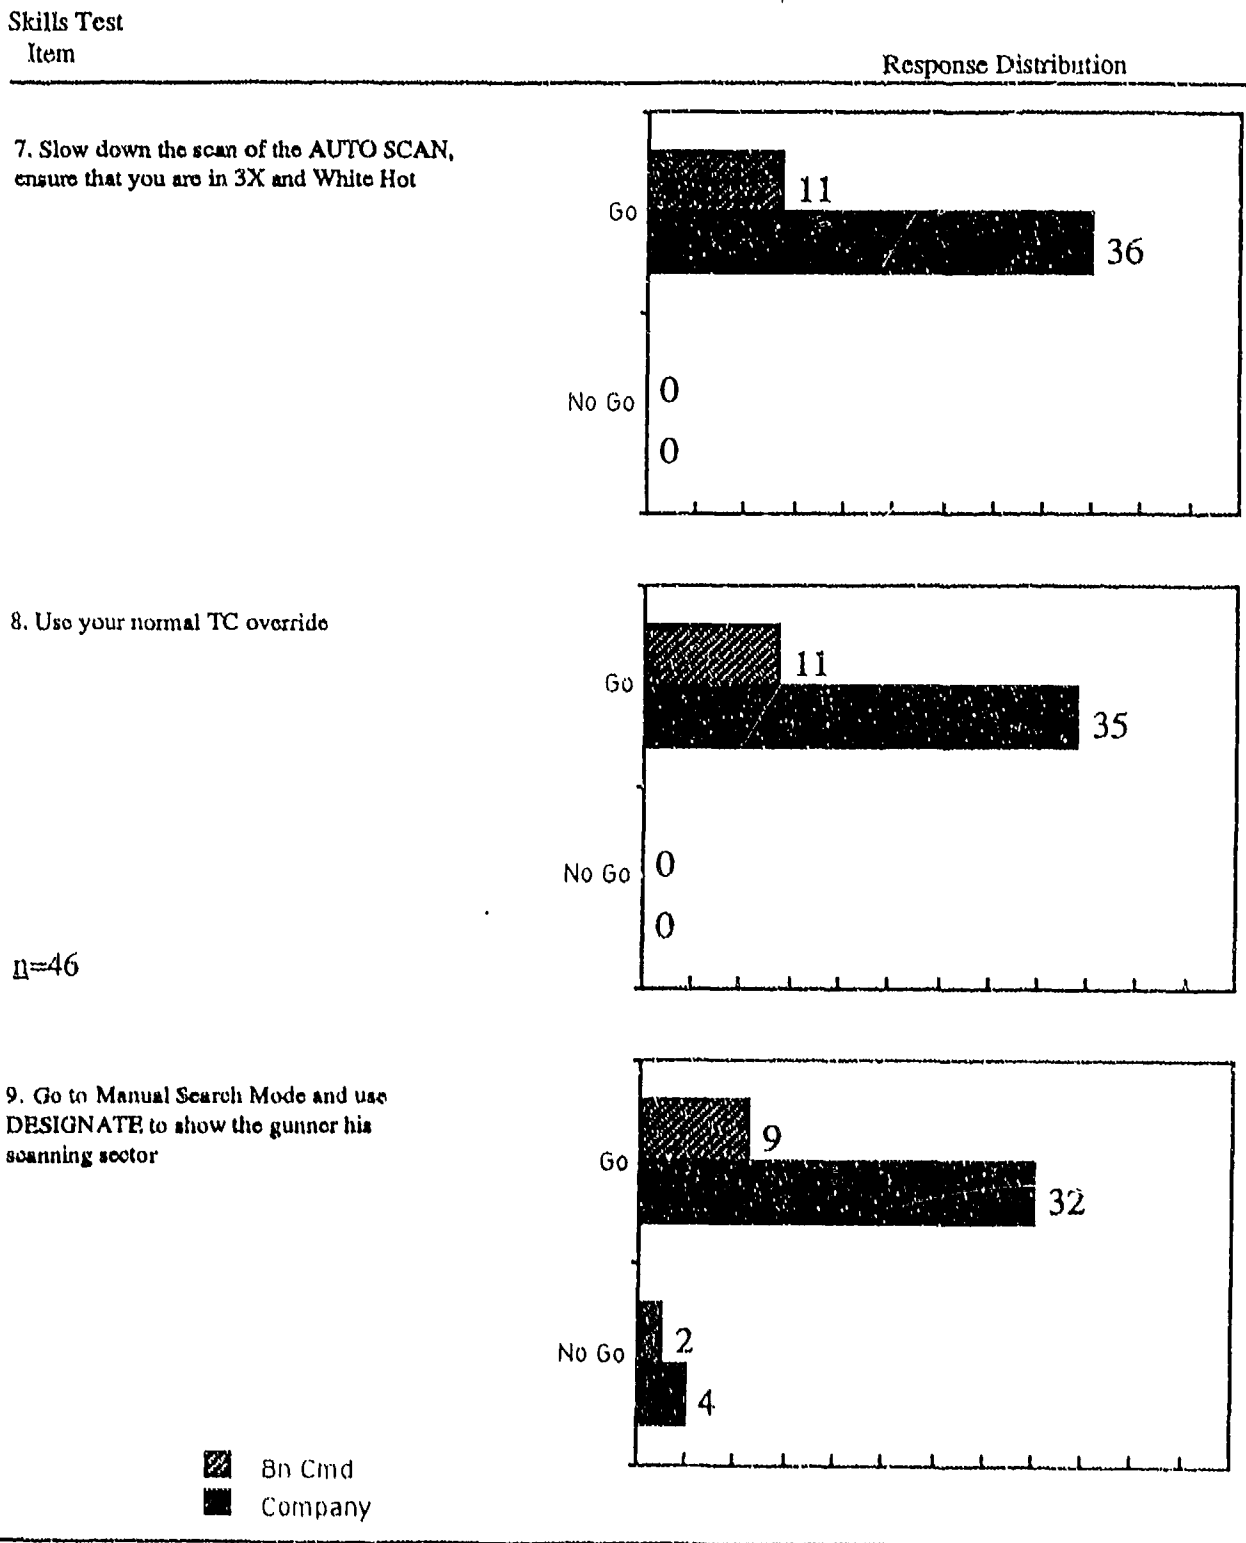 Skills Test
Item
Response Distribution
7. Slow down the scan of the AUTO SCAN,
ensure that you are in 3X and White Hot
Go
11
36
No Go
0
0
8. Use your normal TC override
Go
11
35
No Go
0
0
n=46
9. Go to Manual Search Mode and use
DESIGNATE to show the gunner his
scanning sector
Go
9
32
No Go
2
4
Bn Cmd
Company